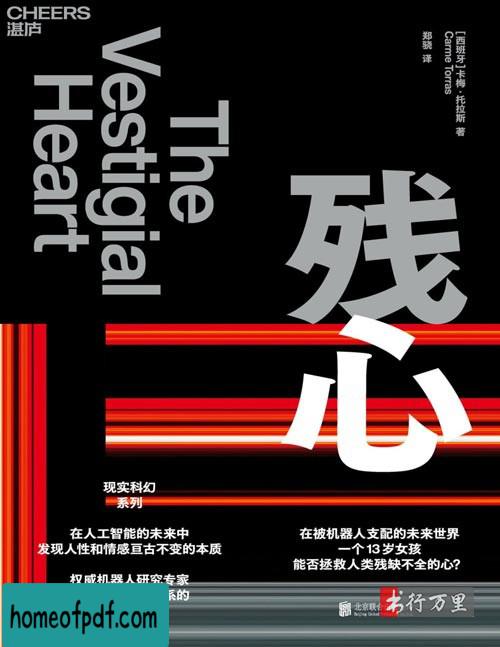 CHEERS
湛庐
The
Vestigial
Heart
[西班牙]卡梅·托拉斯 著
Carme Torras
郑骁 译
残
心
现实科幻
系列
在人工智能的未来中
发现人性和情感亘古不变的本质
权威机器人研究专家
系的
在被机器人支配的未来世界
一个13岁女孩
能否拯救人类残缺不全的心?
北京联合
书行万里
homeofpdf.com